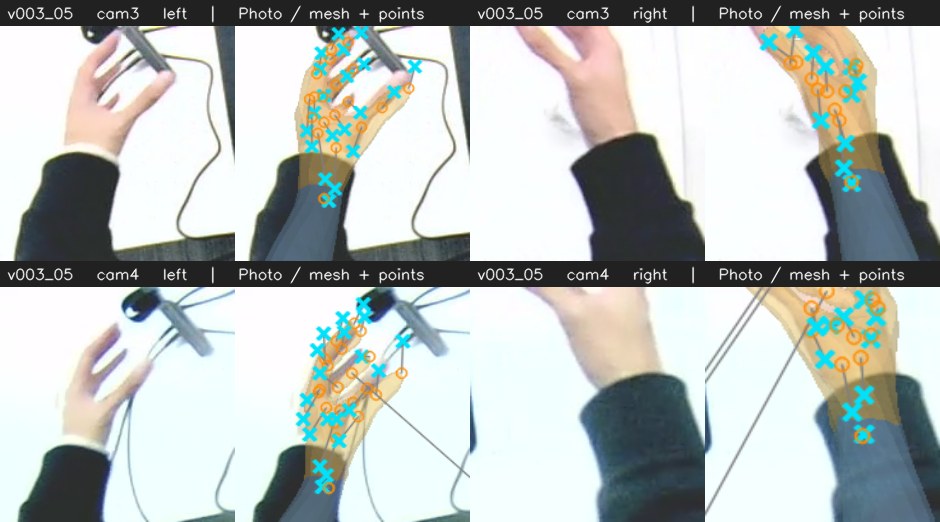 v003_05 cam3 left | Photo / mesh + points
v003_05 cam3 right | Photo / mesh + points
v003_05 cam4 left | Photo / mesh + points
v003_05 cam4 right | Photo / mesh + points